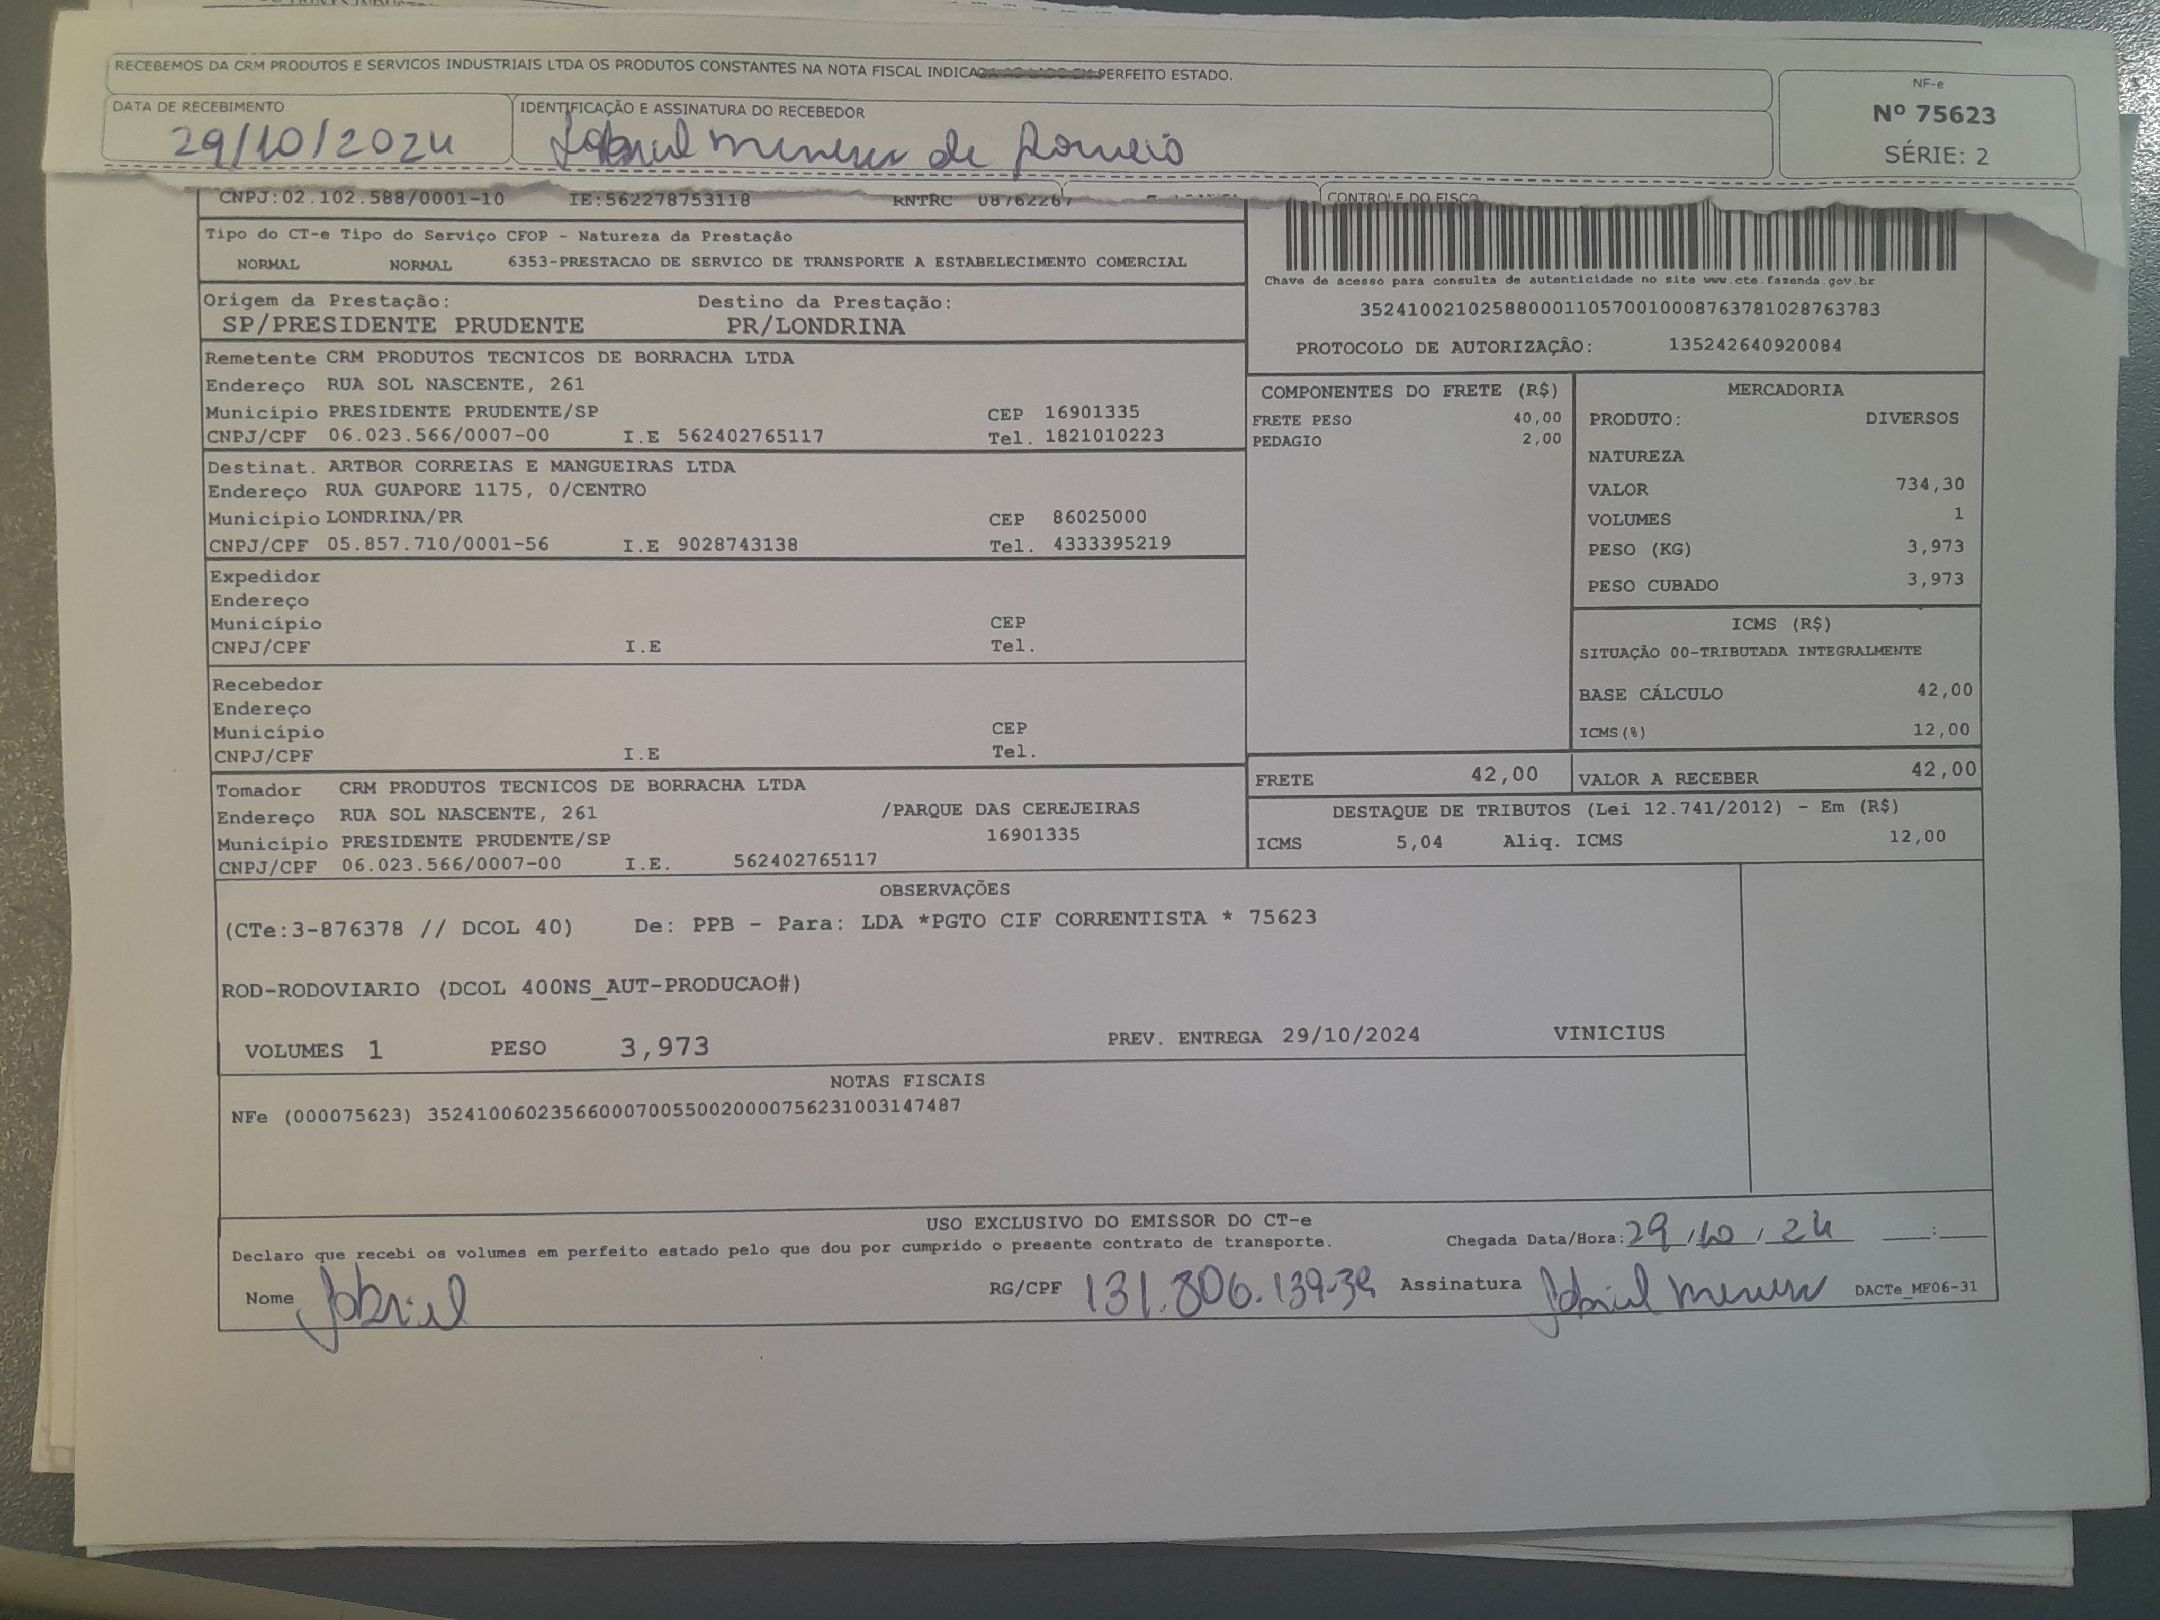 RECEBEMOS DA CRM PRODUTOS E SERVICOS INDUSTRIAIS LTDA OS PRODUTOS CONSTANTES NA NOTA FISCAL PERFEITO ESTADO.
DATA DE RECEBIMENTO IDENTIFICAÇÃO E ASSINATURA DO RECEBEDOR
29/10/2024 Gabriel de
NF-e
Nº 75623
SÉRIE: 2
CNPJ:02.102.588/0001-10 IE:562278753118 RNTRC 08762267 CONTROLE DO FISCO
Tipo do CT-e Tipo do Serviço CFOP - Natureza da Prestação
NORMAL NORMAL 6353-PRESTACAO DE SERVICO DE TRANSPORTE A ESTABELECIMENTO COMERCIAL
Chave de acesso para consulta de autenticidade no site www.cte.fazenda.gov.br
35241002102588000110570010008763781028763783
PROTOCOLO DE AUTORIZAÇÃO: 135242640920084
Origem da Prestação: Destino da Prestação:
SP/PRESIDENTE PRUDENTE PR/LONDRINA
Remetente CRM PRODUTOS TECNICOS DE BORRACHA LTDA
Endereço RUA SOL NASCENTE, 261
Município PRESIDENTE PRUDENTE/SP CEP 16901335
CNPJ/CPF 06.023.566/0007-00 I.E 562402765117 Tel. 1821010223
Destinat. ARTBOR CORREIAS E MANGUEIRAS LTDA
Endereço RUA GUAPORE 1175, 0/CENTRO
Município LONDRINA/PR CEP 86025000
CNPJ/CPF 05.857.710/0001-56 I.E 9028743138 Tel. 4333395219
Expedidor
Endereço
Município CEP
CNPJ/CPF I.E Tel.
Recebedor
Endereço
Município CEP
CNPJ/CPF I.E Tel.
Tomador CRM PRODUTOS TECNICOS DE BORRACHA LTDA
Endereço RUA SOL NASCENTE, 261 /PARQUE DAS CEREJEIRAS
Município PRESIDENTE PRUDENTE/SP 16901335
CNPJ/CPF 06.023.566/0007-00 I.E. 562402765117
COMPONENTES DO FRETE (R$)
FRETE PESO 40,00
PEDAGIO 2,00
MERCADORIA
PRODUTO: DIVERSOS
NATUREZA
VALOR 734,30
VOLUMES 1
PESO (KG) 3,973
PESO CUBADO 3,973
ICMS (R$)
SITUAÇÃO 00-TRIBUTADA INTEGRALMENTE
BASE CÁLCULO 42,00
ICMS(%) 12,00
FRETE 42,00 VALOR A RECEBER 42,00
DESTAQUE DE TRIBUTOS (Lei 12.741/2012) - Em (R$)
ICMS 5,04 Aliq. ICMS 12,00
OBSERVAÇÕES
(CTe:3-876378 // DCOL 40) De: PPB - Para: LDA *PGTO CIF CORRENTISTA * 75623
ROD-RODOVIARIO (DCOL 400NS_AUT-PRODUCAO#)
VOLUMES 1 PESO 3,973 PREV. ENTREGA 29/10/2024 VINICIUS
NOTAS FISCAIS
NFe (000075623) 35241006023566000700550020000756231003147487
USO EXCLUSIVO DO EMISSOR DO CT-e
Declaro que recebi os volumes em perfeito estado pelo que dou por cumprido o presente contrato de transporte. Chegada Data/Hora: 29/10/24 __:__
Nome Gabriel RG/CPF 131.806.139-39 Assinatura Gabriel DACTe_MF06-31